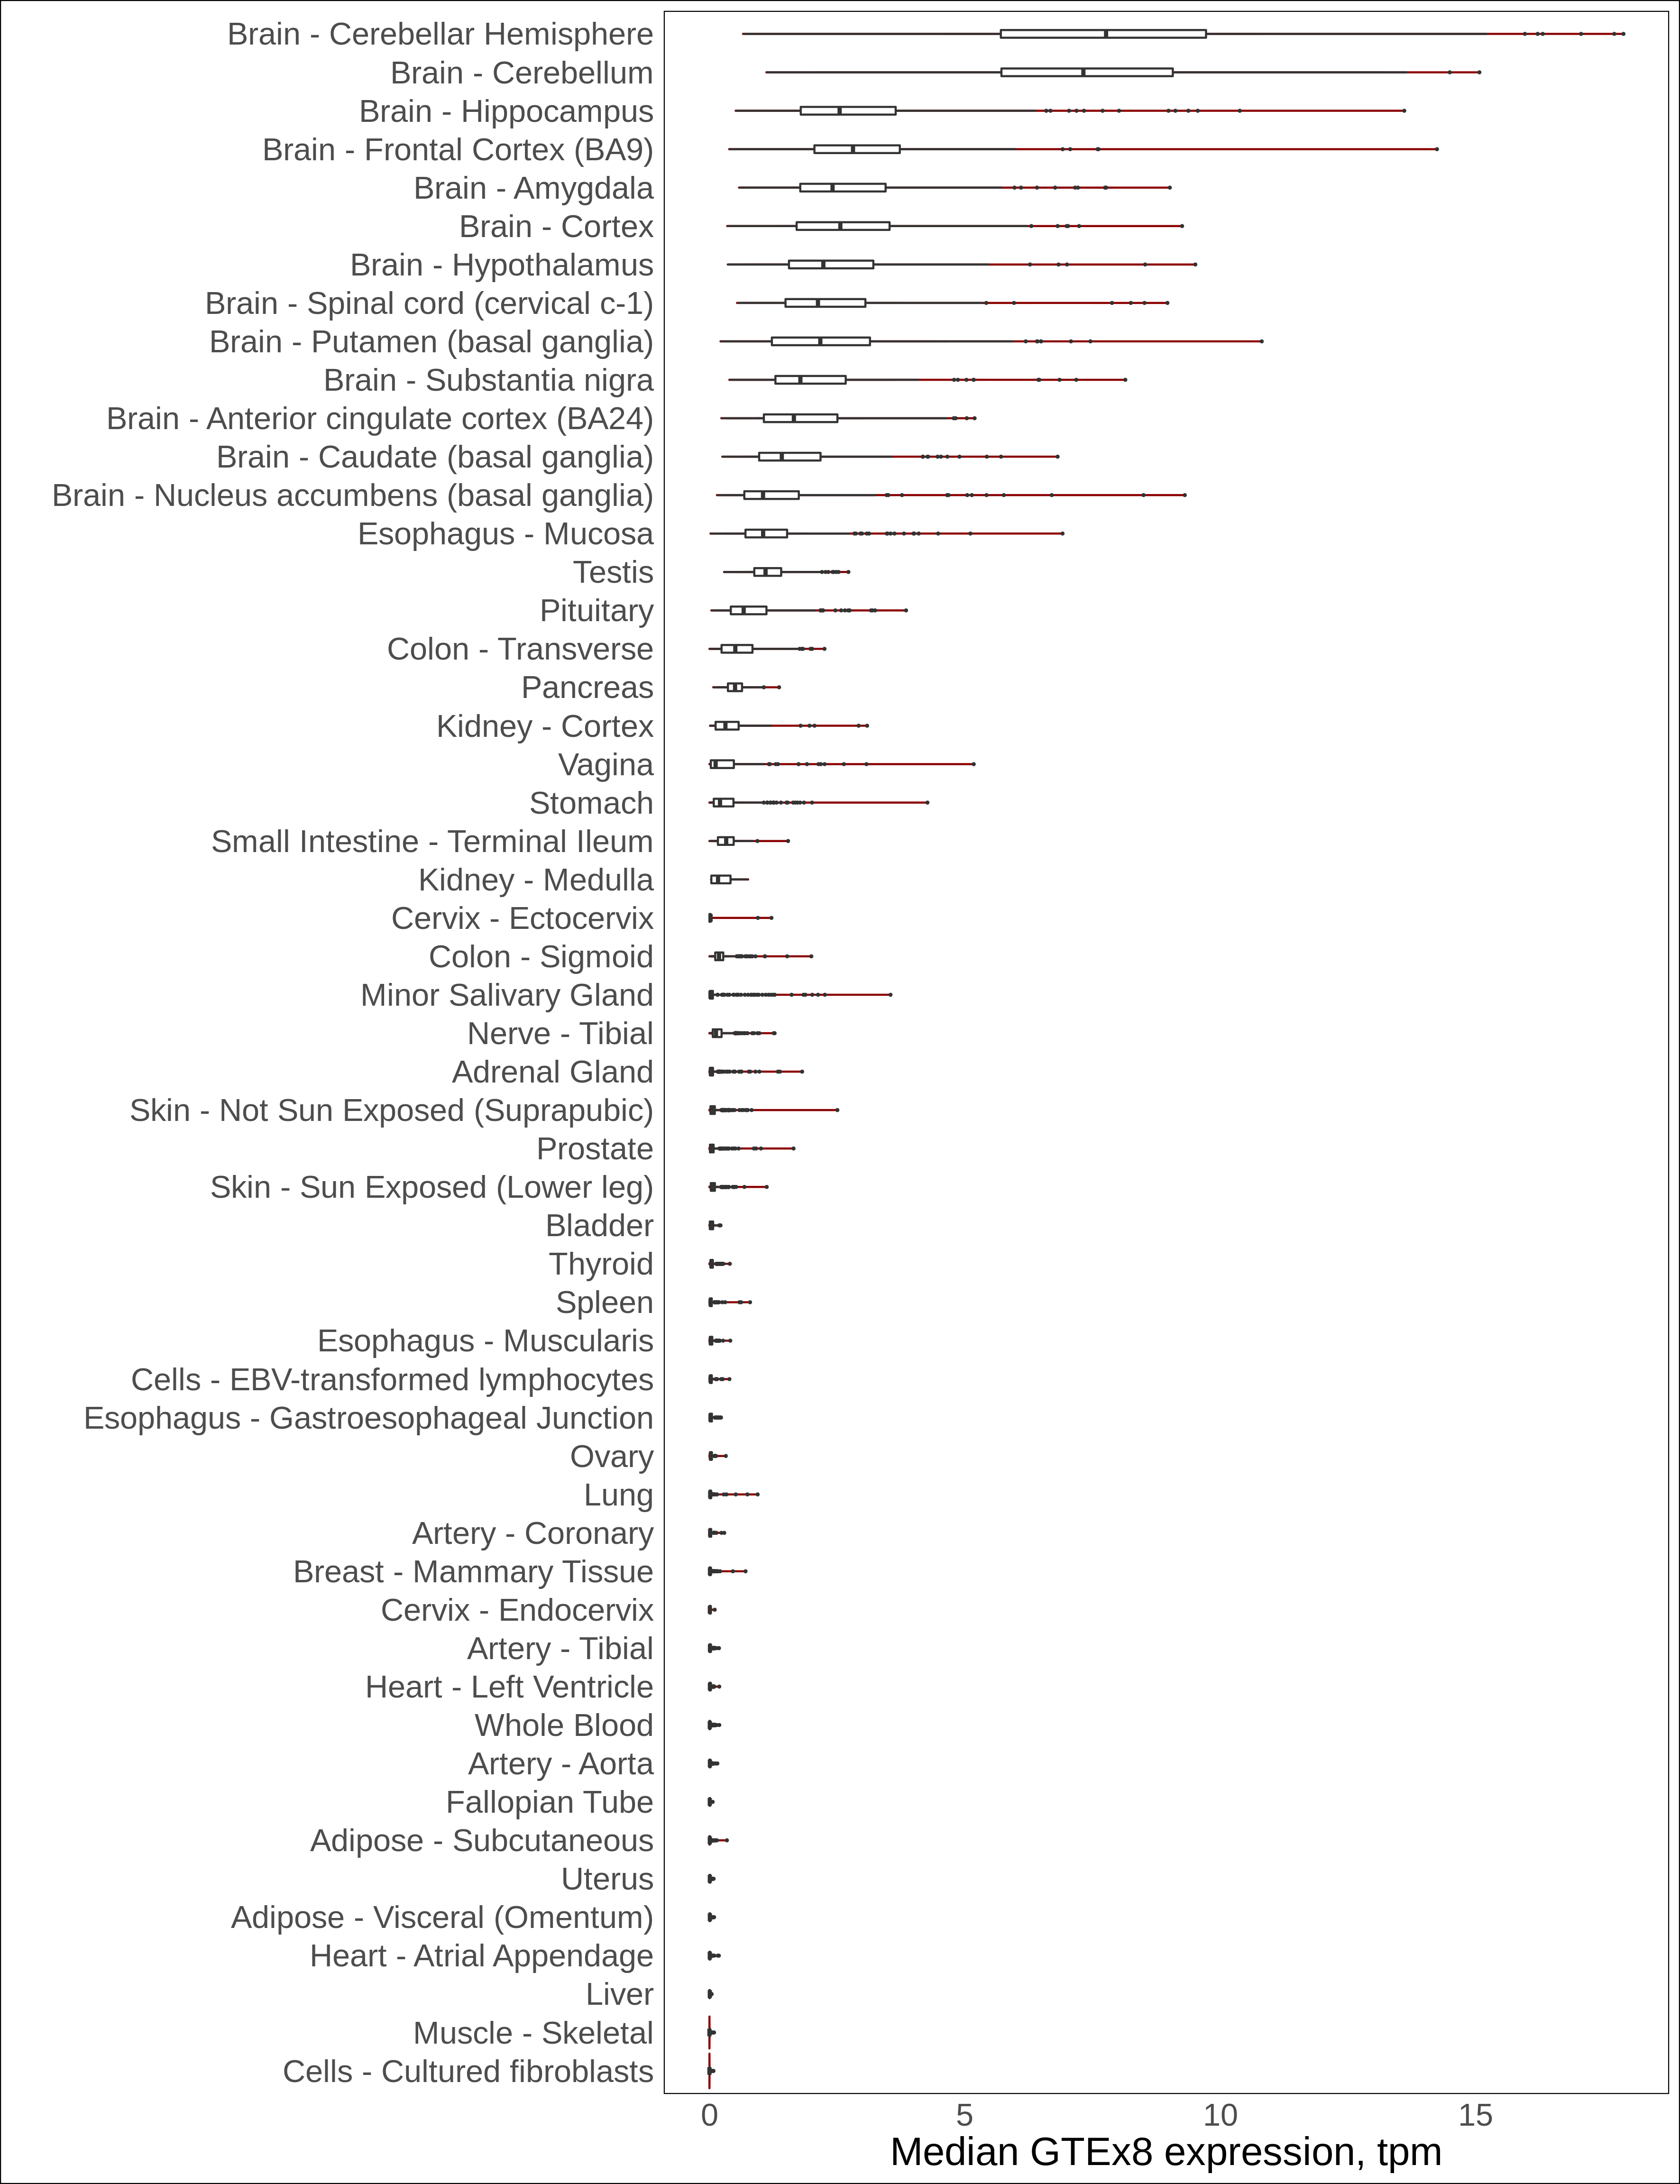 Brain - Cerebellar Hemisphere
Brain - Cerebellum
Brain - Hippocampus
Brain - Frontal Cortex (BA9)
Brain - Amygdala
Brain - Cortex
Brain - Hypothalamus
Brain - Spinal cord (cervical c-1)
Brain - Putamen (basal ganglia)
Brain - Substantia nigra
Brain - Anterior cingulate cortex (BA24)
Brain - Caudate (basal ganglia)
Brain - Nucleus accumbens (basal ganglia)
Esophagus - Mucosa
Testis
Pituitary
Colon - Transverse
Pancreas
Kidney - Cortex
Vagina
Stomach
Small Intestine - Terminal Ileum
Kidney - Medulla
Cervix - Ectocervix
Colon - Sigmoid
Minor Salivary Gland
Nerve - Tibial
Adrenal Gland
Skin - Not Sun Exposed (Suprapubic)
Prostate
Skin - Sun Exposed (Lower leg)
Bladder
Thyroid
Spleen
Esophagus - Muscularis
Cells - EBV-transformed lymphocytes
Esophagus - Gastroesophageal Junction
Ovary
Lung
Artery - Coronary
Breast - Mammary Tissue
Cervix - Endocervix
Artery - Tibial
Heart - Left Ventricle
Whole Blood
Artery - Aorta
Fallopian Tube
Adipose - Subcutaneous
Uterus
Adipose - Visceral (Omentum)
Heart - Atrial Appendage
Liver
Muscle - Skeletal
Cells - Cultured fibroblasts
0 5 10 15
Median GTEx8 expression, tpm